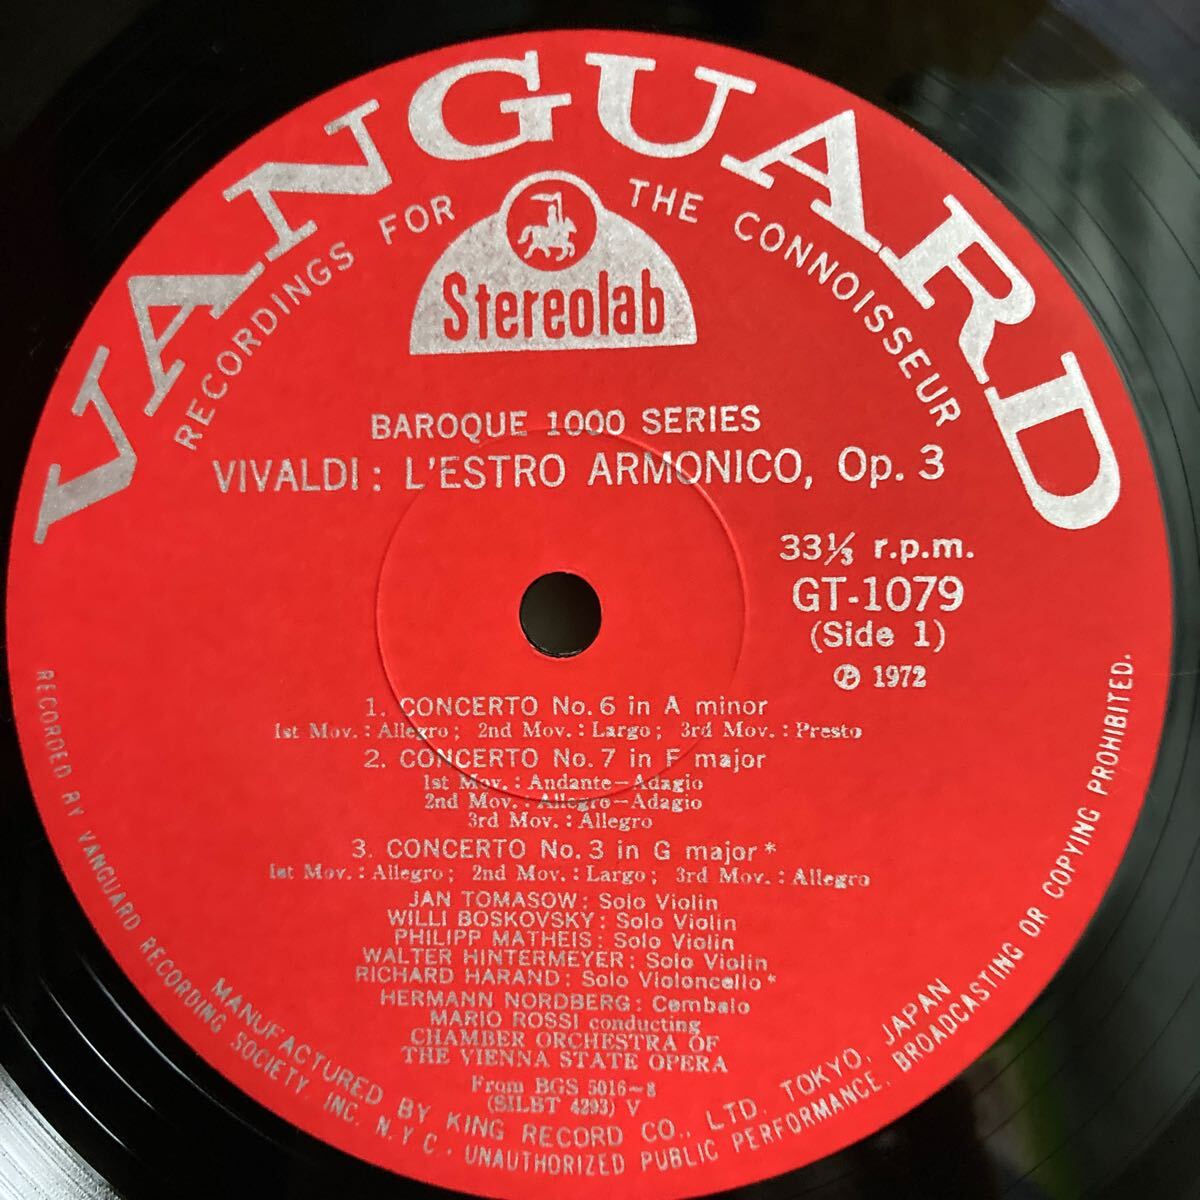 VANGUARD
RECORDINGS FOR THE CONNOISSEUR
Stereolab
BAROQUE 1000 SERIES
VIVALDI : L'ESTRO ARMONICO, Op. 3
33⅓ r.p.m.
GT-1079
(Side 1)
Ⓟ 1972
1. CONCERTO No. 6 in A minor
1st Mov. : Allegro ; 2nd Mov. : Largo ; 3rd Mov. : Presto
2. CONCERTO No. 7 in F major
1st Mov. : Andante—Adagio
2nd Mov. : Allegro—Adagio
3rd Mov. : Allegro
3. CONCERTO No. 3 in G major *
1st Mov. : Allegro ; 2nd Mov. : Largo ; 3rd Mov. : Allegro
JAN TOMASOW : Solo Violin
WILLI BOSKOVSKY : Solo Violin
PHILIPP MATHEIS : Solo Violin
WALTER HINTERMEYER : Solo Violin
RICHARD HARAND : Solo Violoncello *
HERMANN NORDBERG : Cembalo
MARIO ROSSI conducting
CHAMBER ORCHESTRA OF
THE VIENNA STATE OPERA
From BGS 5016-8
(SILBT 4293) V
MANUFACTURED BY KING RECORD CO., LTD. TOKYO, JAPAN
RECORDED BY VANGUARD RECORDING SOCIETY, INC. N.Y.C. · UNAUTHORIZED PUBLIC PERFORMANCE, BROADCASTING OR COPYING PROHIBITED.